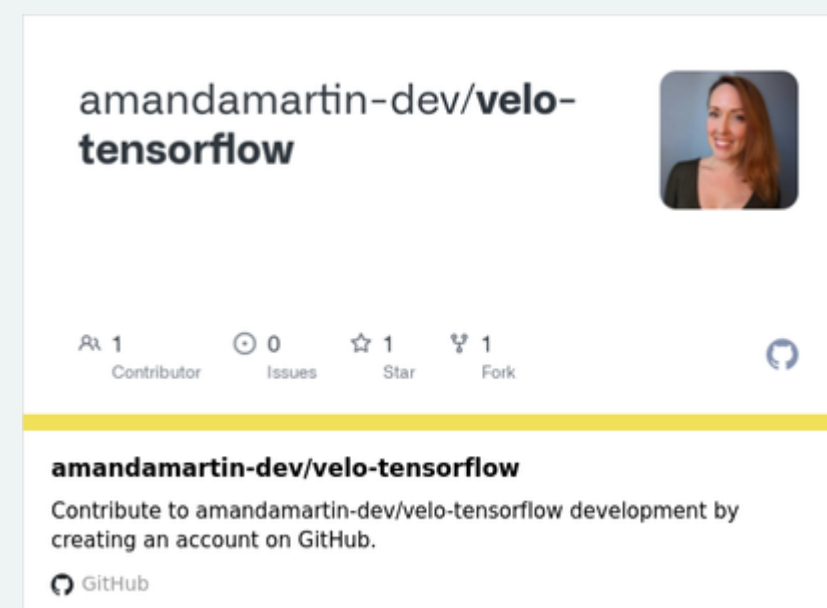 amandamartin-dev/velo-
tensorflow
1
Contributor
0
Issues
1
Star
1
Fork
amandamartin-dev/velo-tensorflow
Contribute to amandamartin-dev/velo-tensorflow development by
creating an account on GitHub.
GitHub